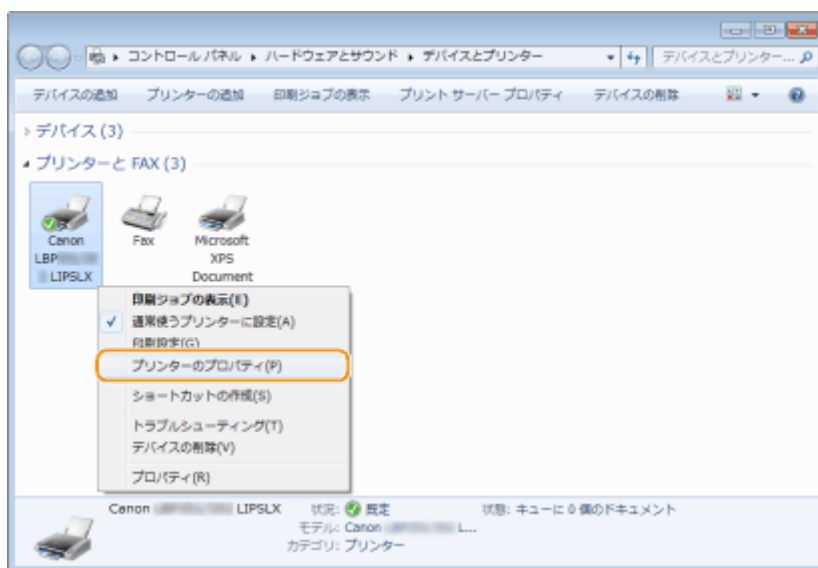 コントロール パネル ハードウェアとサウンド デバイスとプリンター デバイスとプリンター...
デバイスの追加 プリンターの追加 印刷ジョブの表示 プリント サーバー プロパティ デバイスの削除
デバイス (3)
プリンターと FAX (3)
Canon Fax Microsoft
LBP XPS
LIPSLX Document
印刷ジョブの表示(E)
通常使うプリンターに設定(A)
印刷設定(G)
プリンターのプロパティ(P)
ショートカットの作成(S)
トラブルシューティング(T)
デバイスの削除(V)
プロパティ(R)
Canon LIPSLX 状況: 既定 状態: キューに 0 個のドキュメント
モデル: Canon L...
カテゴリ: プリンター